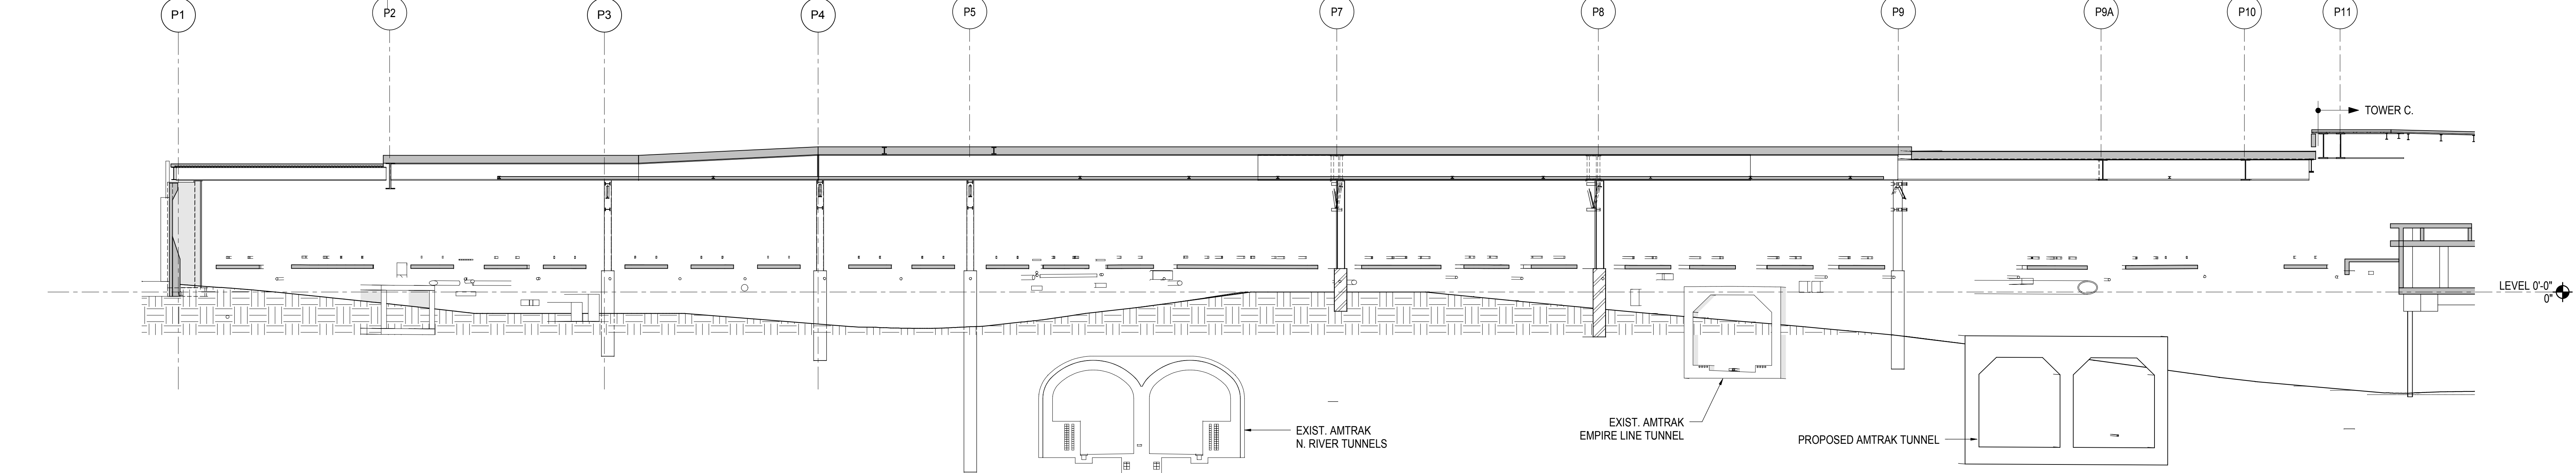 P1
P2
P3
P4
P5
P7
P8
P9
P9A
P10
P11
TOWER C.
LEVEL 0'-0"
0"
EXIST. AMTRAK
N. RIVER TUNNELS
EXIST. AMTRAK
EMPIRE LINE TUNNEL
PROPOSED AMTRAK TUNNEL